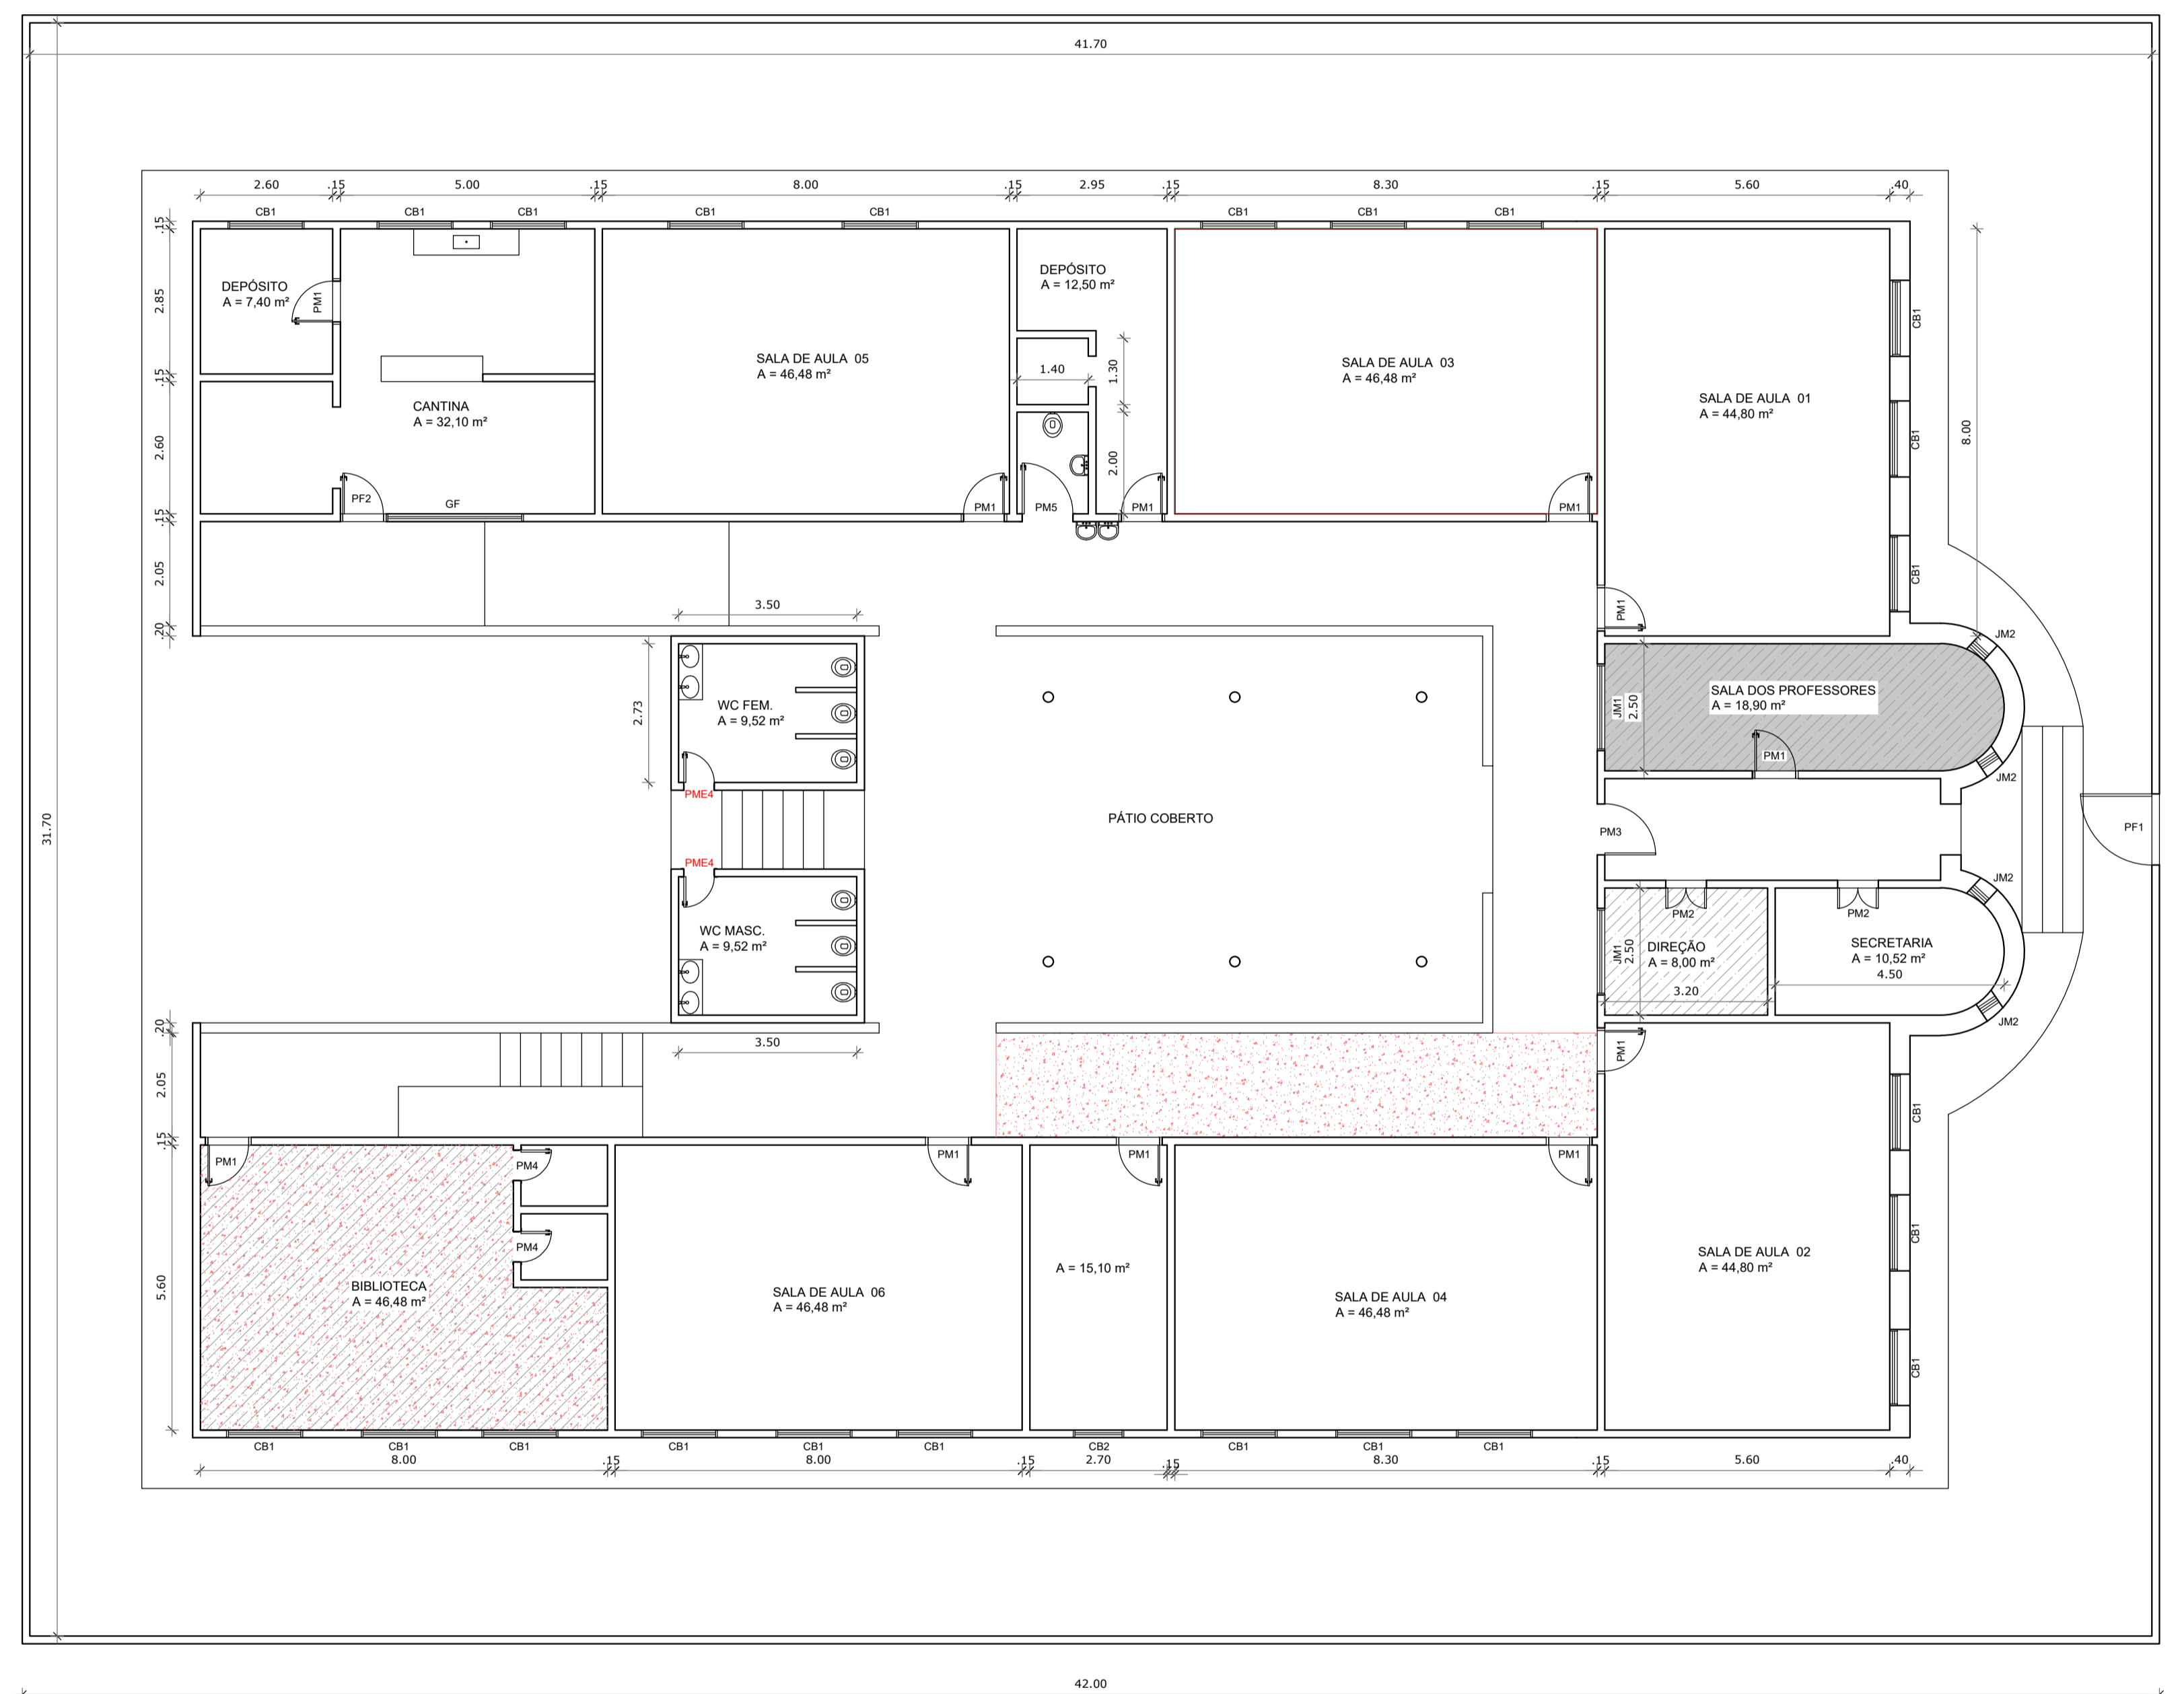 41.70
2.60 .15 5.00 .15 8.00 .15 2.95 .15 8.30 .15 5.60 .40
CB1 CB1 CB1 CB1 CB1 CB1 CB1 CB1
.15
2.85
.15
2.60
.15
2.05
.20
DEPÓSITO
A = 7,40 m²
PM1
CANTINA
A = 32,10 m²
PF2
GF
SALA DE AULA 05
A = 46,48 m²
PM1
DEPÓSITO
A = 12,50 m²
1.40
1.30
2.00
PM5
PM1
SALA DE AULA 03
A = 46,48 m²
PM1
SALA DE AULA 01
A = 44,80 m²
CB1
CB1
CB1
8.00
PM1
3.50
2.73
WC FEM.
A = 9,52 m²
PME4
PME4
WC MASC.
A = 9,52 m²
3.50
PÁTIO COBERTO
JM2
SALA DOS PROFESSORES
A = 18,90 m²
JM1
2.50
PM1
JM2
PM3
PF1
31.70
JM2
PM2
PM2
JM1
2.50
DIREÇÃO
A = 8,00 m²
3.20
SECRETARIA
A = 10,52 m²
4.50
JM2
PM1
.20
2.05
.15
5.60
PM1
PM4
PM4
BIBLIOTECA
A = 46,48 m²
PM1
SALA DE AULA 06
A = 46,48 m²
PM1
A = 15,10 m²
PM1
SALA DE AULA 04
A = 46,48 m²
SALA DE AULA 02
A = 44,80 m²
CB1
CB1
CB1
CB1 CB1 CB1 CB1 CB1 CB1 CB2 CB1 CB1 CB1
8.00 .15 8.00 .15 2.70 .15 8.30 .15 5.60 .40
42.00